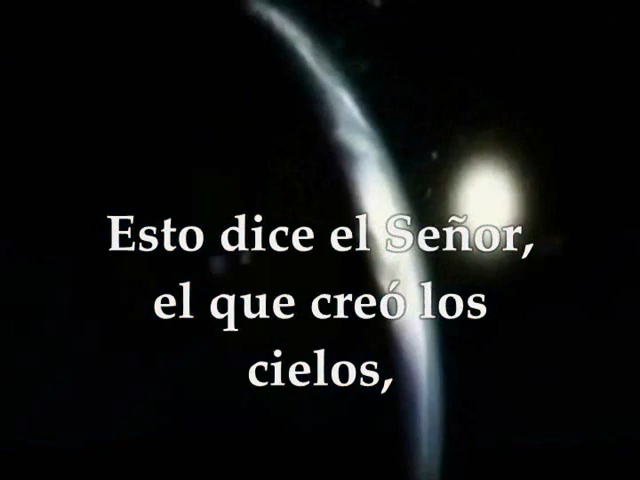 Esto dice el Señor,
el que creó los
cielos,